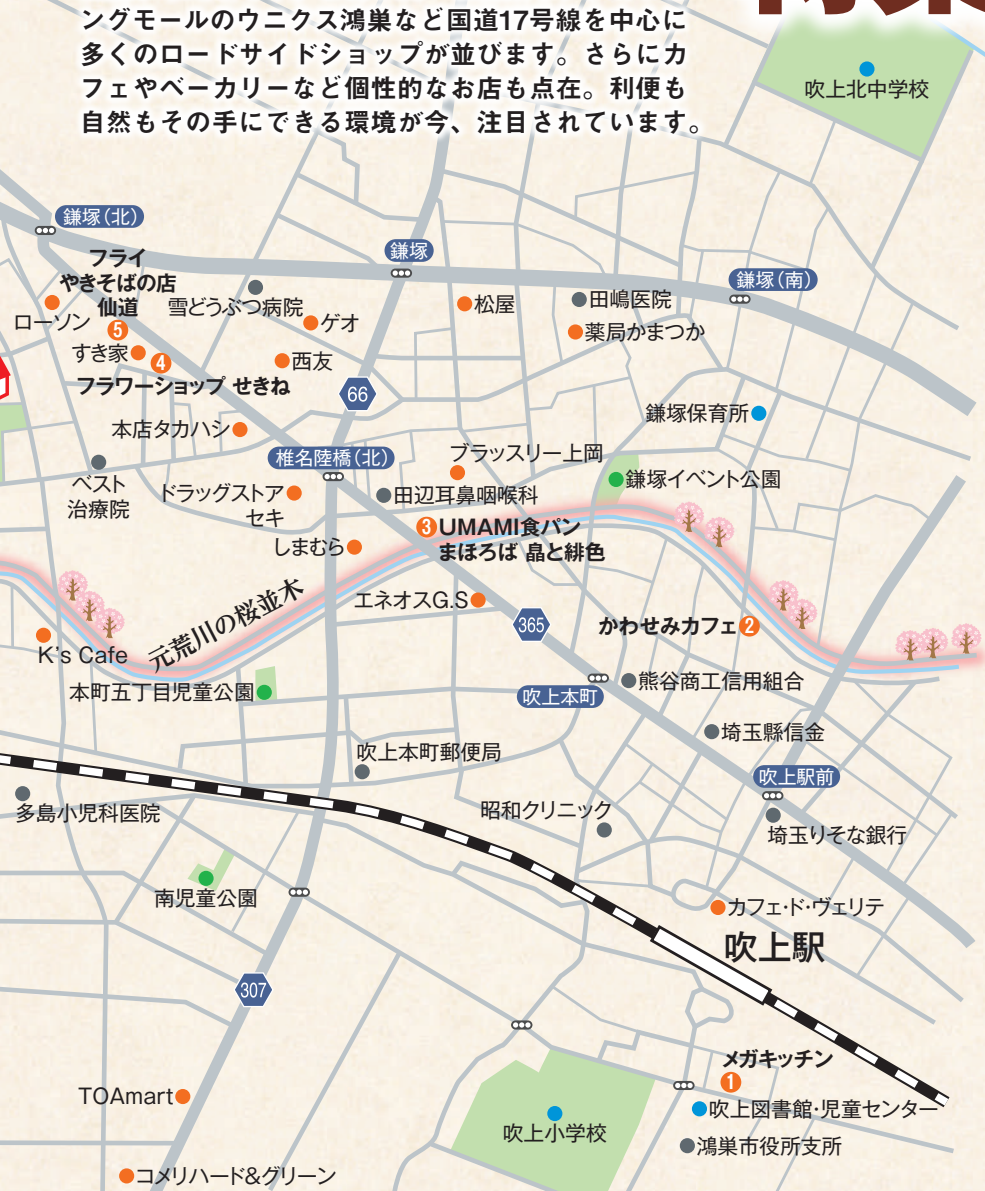 ングモールのウニクス鴻巣など国道17号線を中心に
多くのロードサイドショップが並びます。さらにカ
フェやベーカリーなど個性的なお店も点在。利便も
自然もその手にできる環境が今、注目されています。
吹上北中学校
鎌塚(北)
鎌塚
鎌塚(南)
フライ
やきそばの店
仙道
5
雪どうぶつ病院
ローソン
ゲオ
松屋
田嶋医院
薬局かまつか
すき家
4
フラワーショップ せきね
西友
66
鎌塚保育所
本店タカハシ
椎名陸橋(北)
ブラッスリー上岡
鎌塚イベント公園
ベスト
治療院
ドラッグストア
セキ
田辺耳鼻咽喉科
3
UMAMI食パン
まほろば 晶と緋色
しまむら
元荒川の桜並木
エネオスG.S
365
かわせみカフェ
2
K's Cafe
本町五丁目児童公園
吹上本町
熊谷商工信用組合
埼玉縣信金
吹上本町郵便局
吹上駅前
多島小児科医院
昭和クリニック
埼玉りそな銀行
南児童公園
カフェ・ド・ヴェリテ
吹上駅
307
メガキッチン
1
TOAmart
吹上図書館・児童センター
吹上小学校
鴻巣市役所支所
コメリハード&グリーン